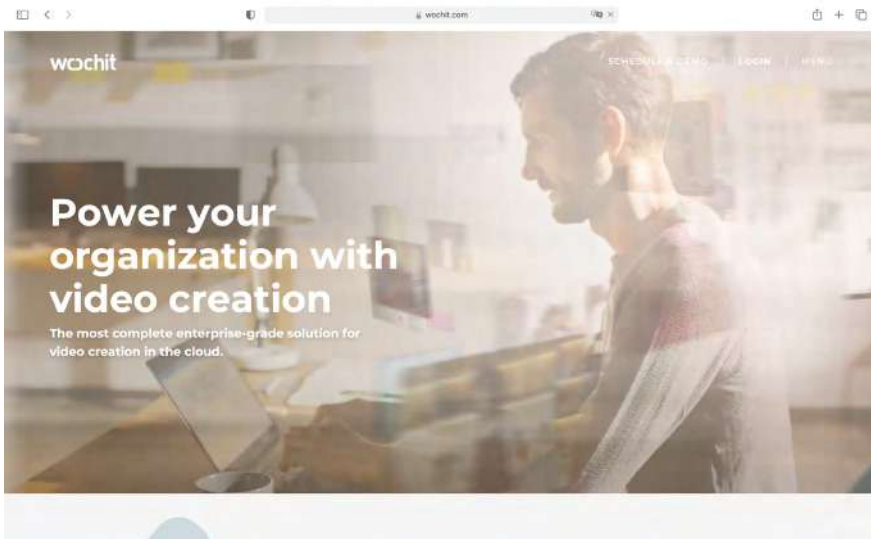 wochit.com
wochit
SCHEDULE A DEMO | LOGIN | MENU
Power your
organization with
video creation
The most complete enterprise-grade solution for
video creation in the cloud.